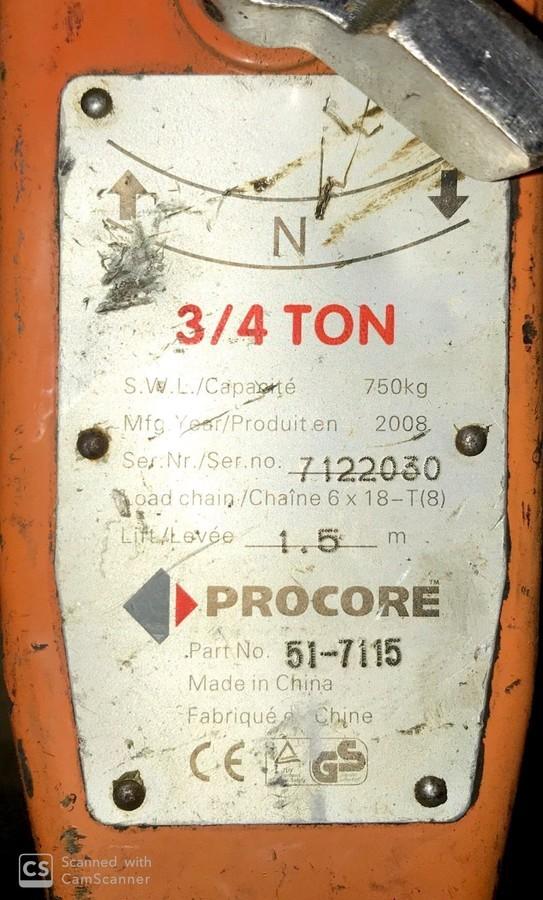 N
3/4 TON
S.W.L./Capacité 750kg
Mfg.Year/Produit en 2008
Ser.Nr./Ser.no. 7122030
Load chain/Chaîne 6 x 18-T(8)
Lift/Levée 1.5 m
PROCORE™
Part No. 51-7115
Made in China
Fabriqué Chine
CE GS
CS Scanned with
CamScanner